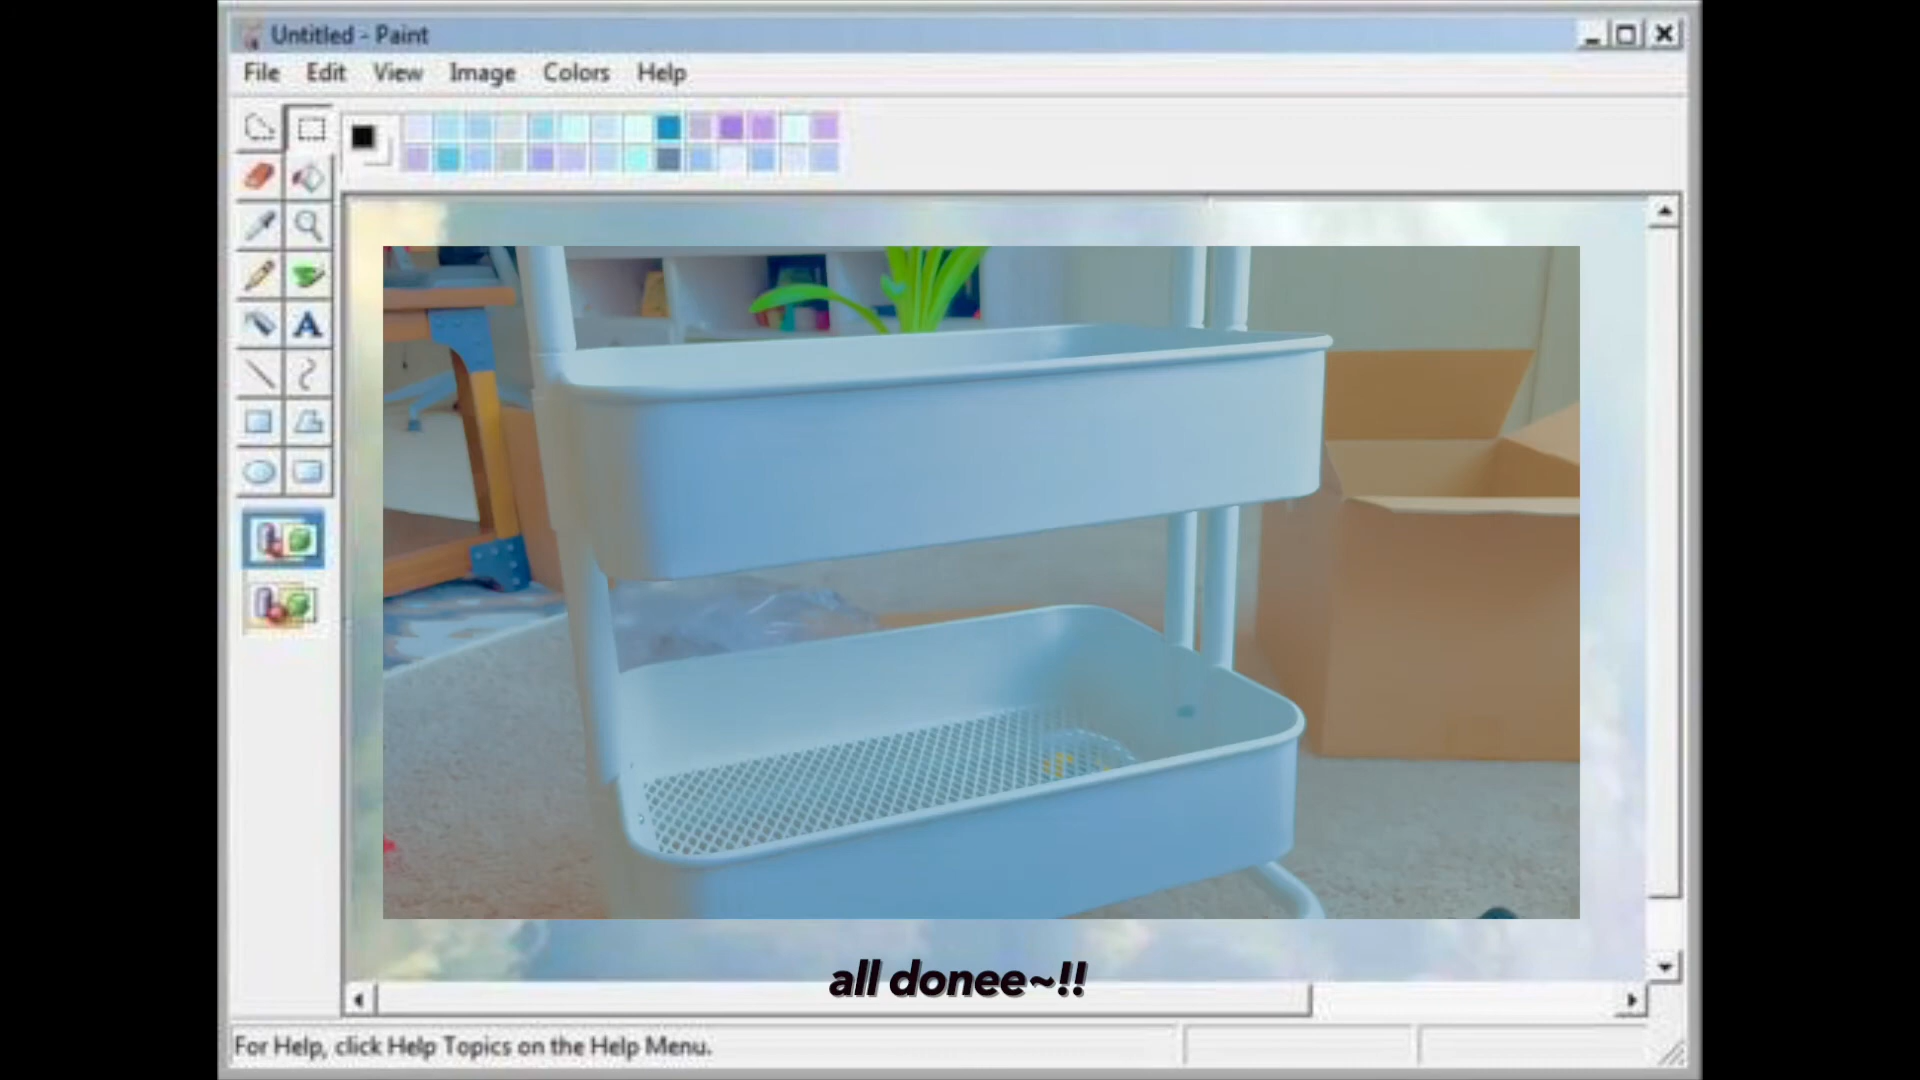 Untitled - Paint
File Edit View Image Colors Help
A
all donee~!!
For Help, click Help Topics on the Help Menu.